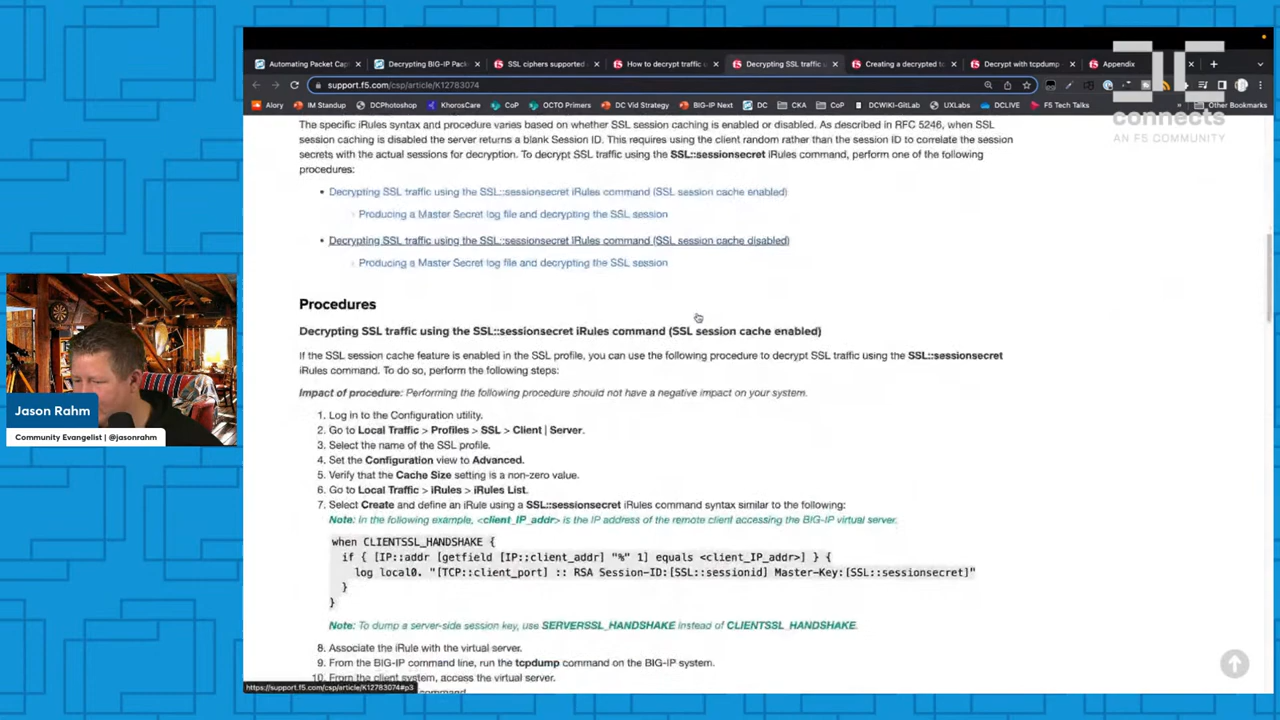 Automating Packet Cap
Decrypting BIG-IP Pack
SSL ciphers supported
How to decrypt traffic
Decrypting SSL traffic
Creating a decrypted to
Decrypt with tcpdump
Appendix
support.f5.com/csp/article/K12783074
Alory
IM Standup
DCPhotoshop
KhorosCare
CoP
OCTO Primers
DC Vid Strategy
BIG-IP Next
DC
CKA
CoP
DCWIKI-GitLab
UXLabs
DCLIVE
F5 Tech Talks
Other Bookmarks
connects
AN F5 COMMUNITY
The specific iRules syntax and procedure varies based on whether SSL session caching is enabled or disabled. As described in RFC 5246, when SSL
session caching is disabled the server returns a blank Session ID. This requires using the client random rather than the session ID to correlate the session
secrets with the actual sessions for decryption. To decrypt SSL traffic using the SSL::sessionsecret iRules command, perform one of the following
procedures:
• Decrypting SSL traffic using the SSL::sessionsecret iRules command (SSL session cache enabled)
Producing a Master Secret log file and decrypting the SSL session
• Decrypting SSL traffic using the SSL::sessionsecret iRules command (SSL session cache disabled)
Producing a Master Secret log file and decrypting the SSL session
Procedures
Decrypting SSL traffic using the SSL::sessionsecret iRules command (SSL session cache enabled)
If the SSL session cache feature is enabled in the SSL profile, you can use the following procedure to decrypt SSL traffic using the SSL::sessionsecret
iRules command. To do so, perform the following steps:
Impact of procedure: Performing the following procedure should not have a negative impact on your system.
1. Log in to the Configuration utility.
2. Go to Local Traffic > Profiles > SSL > Client | Server.
3. Select the name of the SSL profile.
4. Set the Configuration view to Advanced.
5. Verify that the Cache Size setting is a non-zero value.
6. Go to Local Traffic > iRules > iRules List.
7. Select Create and define an iRule using a SSL::sessionsecret iRules command syntax similar to the following:
Note: In the following example, <client_IP_addr> is the IP address of the remote client accessing the BIG-IP virtual server.
when CLIENTSSL_HANDSHAKE {
if { [IP::addr [getfield [IP::client_addr] "%" 1] equals <client_IP_addr>] } {
log local0. "[TCP::client_port] :: RSA Session-ID:[SSL::sessionid] Master-Key:[SSL::sessionsecret]"
}
}
Note: To dump a server-side session key, use SERVERSSL_HANDSHAKE instead of CLIENTSSL_HANDSHAKE.
8. Associate the iRule with the virtual server.
9. From the BIG-IP command line, run the tcpdump command on the BIG-IP system.
10. From the client system, access the virtual server.
command
https://support.f5.com/csp/article/K12783074#p3
Jason Rahm
Community Evangelist | @jasonrahm